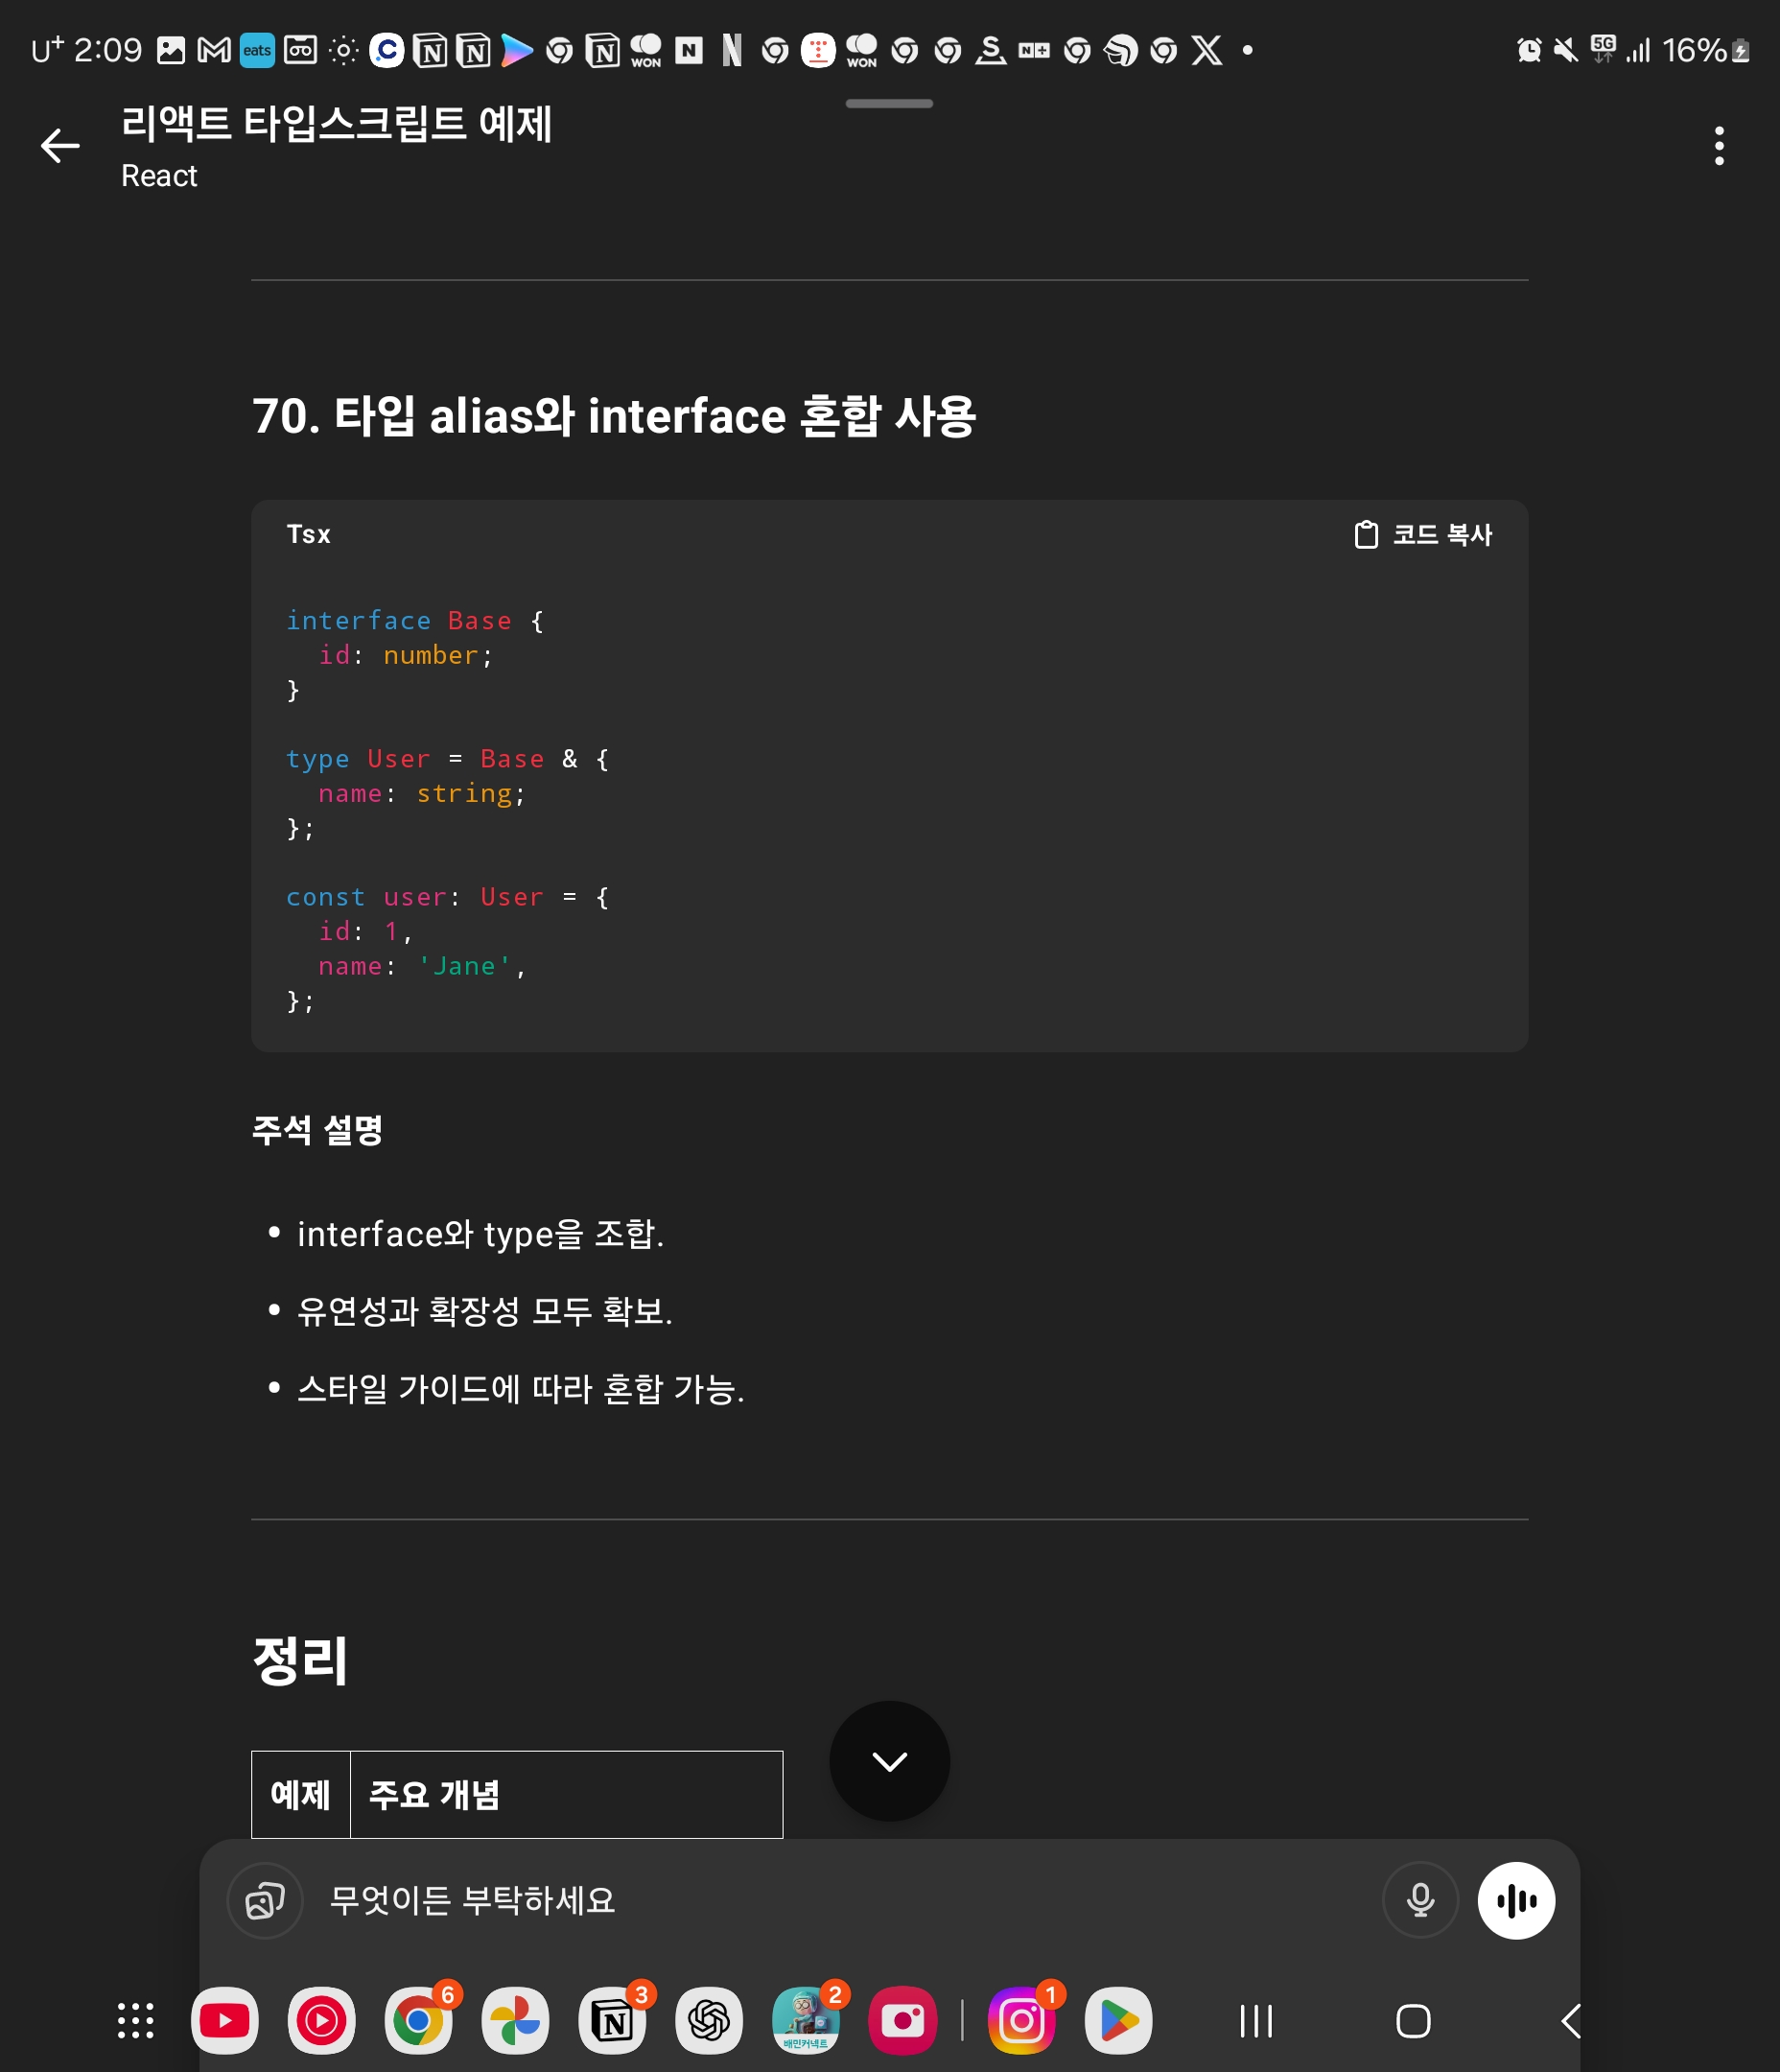 U+ 2:09 eats WON N WON N+ 5G 16%
리액트 타입스크립트 예제
React
70. 타입 alias와 interface 혼합 사용
Tsx 코드 복사
interface Base {
  id: number;
}
type User = Base & {
  name: string;
};
const user: User = {
  id: 1,
  name: 'Jane',
};
주석 설명
• interface와 type을 조합.
• 유연성과 확장성 모두 확보.
• 스타일 가이드에 따라 혼합 가능.
정리
예제 주요 개념
무엇이든 부탁하세요
6 3 2 1
배민커넥트